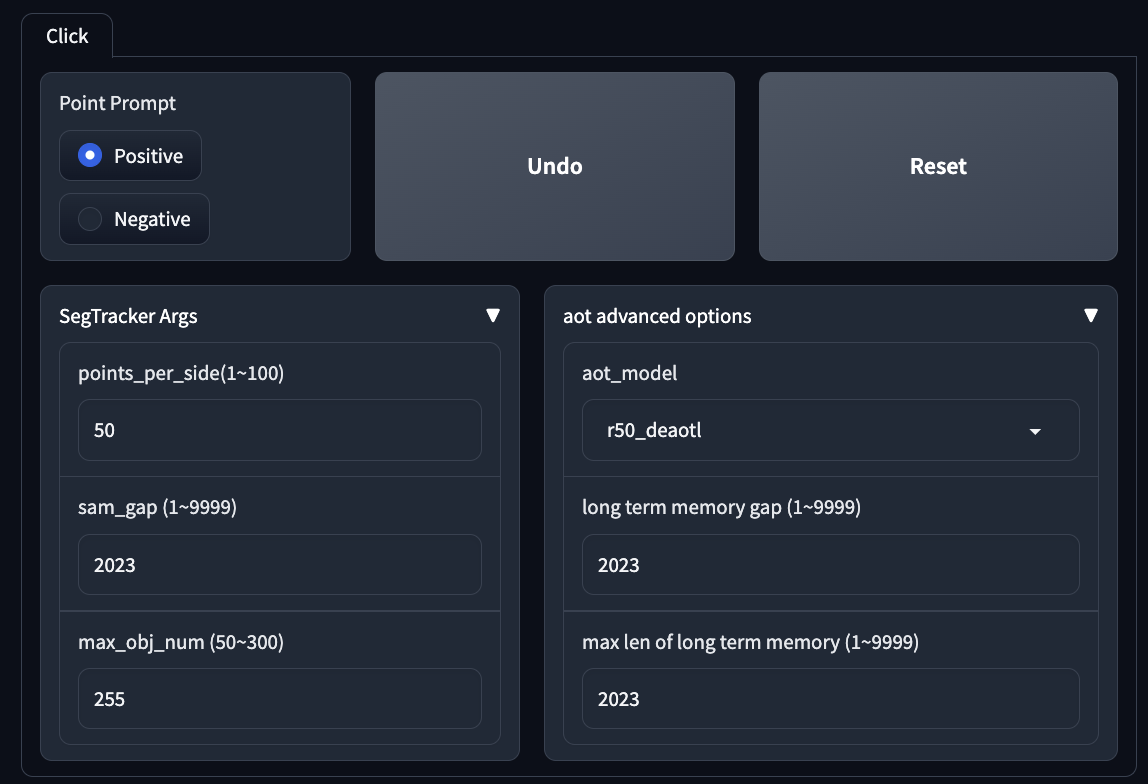 Click
Point Prompt
Positive
Negative
Undo
Reset
SegTracker Args
▼
points_per_side(1~100)
50
sam_gap (1~9999)
2023
max_obj_num (50~300)
255
aot advanced options
▼
aot_model
r50_deaotl
long term memory gap (1~9999)
2023
max len of long term memory (1~9999)
2023